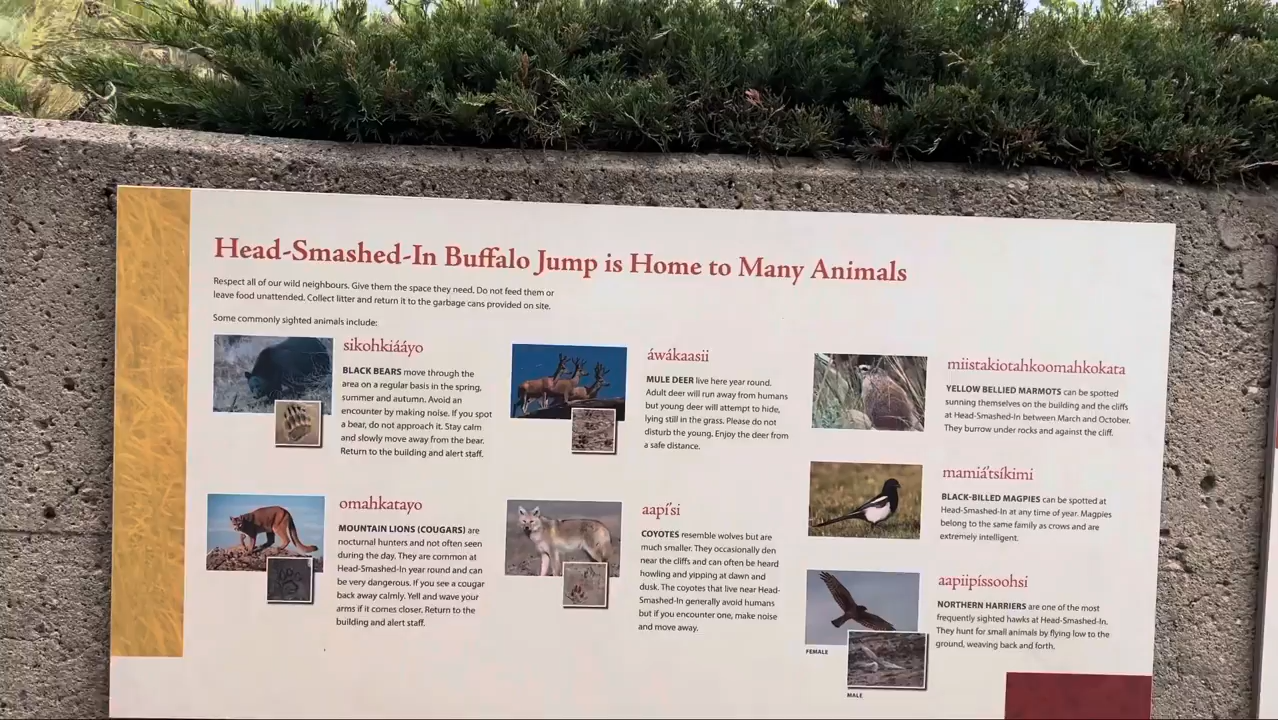 Head-Smashed-In Buffalo Jump is Home to Many Animals
Respect all of our wild neighbours. Give them the space they need. Do not feed them or
leave food unattended. Collect litter and return it to the garbage cans provided on site.
Some commonly sighted animals include:
sikohkiááyo
BLACK BEARS move through the
area on a regular basis in the spring,
summer and autumn. Avoid an
encounter by making noise. If you spot
a bear, do not approach it. Stay calm
and slowly move away from the bear.
Return to the building and alert staff.
omahkatayo
MOUNTAIN LIONS (COUGARS) are
nocturnal hunters and not often seen
during the day. They are common at
Head-Smashed-In year round and can
be very dangerous. If you see a cougar
back away calmly. Yell and wave your
arms if it comes closer. Return to the
building and alert staff.
áwákaasii
MULE DEER live here year round.
Adult deer will run away from humans
but young deer will attempt to hide,
lying still in the grass. Please do not
disturb the young. Enjoy the deer from
a safe distance.
aapí'si
COYOTES resemble wolves but are
much smaller. They occasionally den
near the cliffs and can often be heard
howling and yipping at dawn and
dusk. The coyotes that live near Head-
Smashed-In generally avoid humans
but if you encounter one, make noise
and move away.
miistakiotahkoomahkokata
YELLOW BELLIED MARMOTS can be spotted
sunning themselves on the building and the cliffs
at Head-Smashed-In between March and October.
They burrow under rocks and against the cliff.
mamiá'tsíkimi
BLACK-BILLED MAGPIES can be spotted at
Head-Smashed-In at any time of year. Magpies
belong to the same family as crows and are
extremely intelligent.
aapiipíssoohsi
NORTHERN HARRIERS are one of the most
frequently sighted hawks at Head-Smashed-In.
They hunt for small animals by flying low to the
ground, weaving back and forth.
FEMALE
MALE